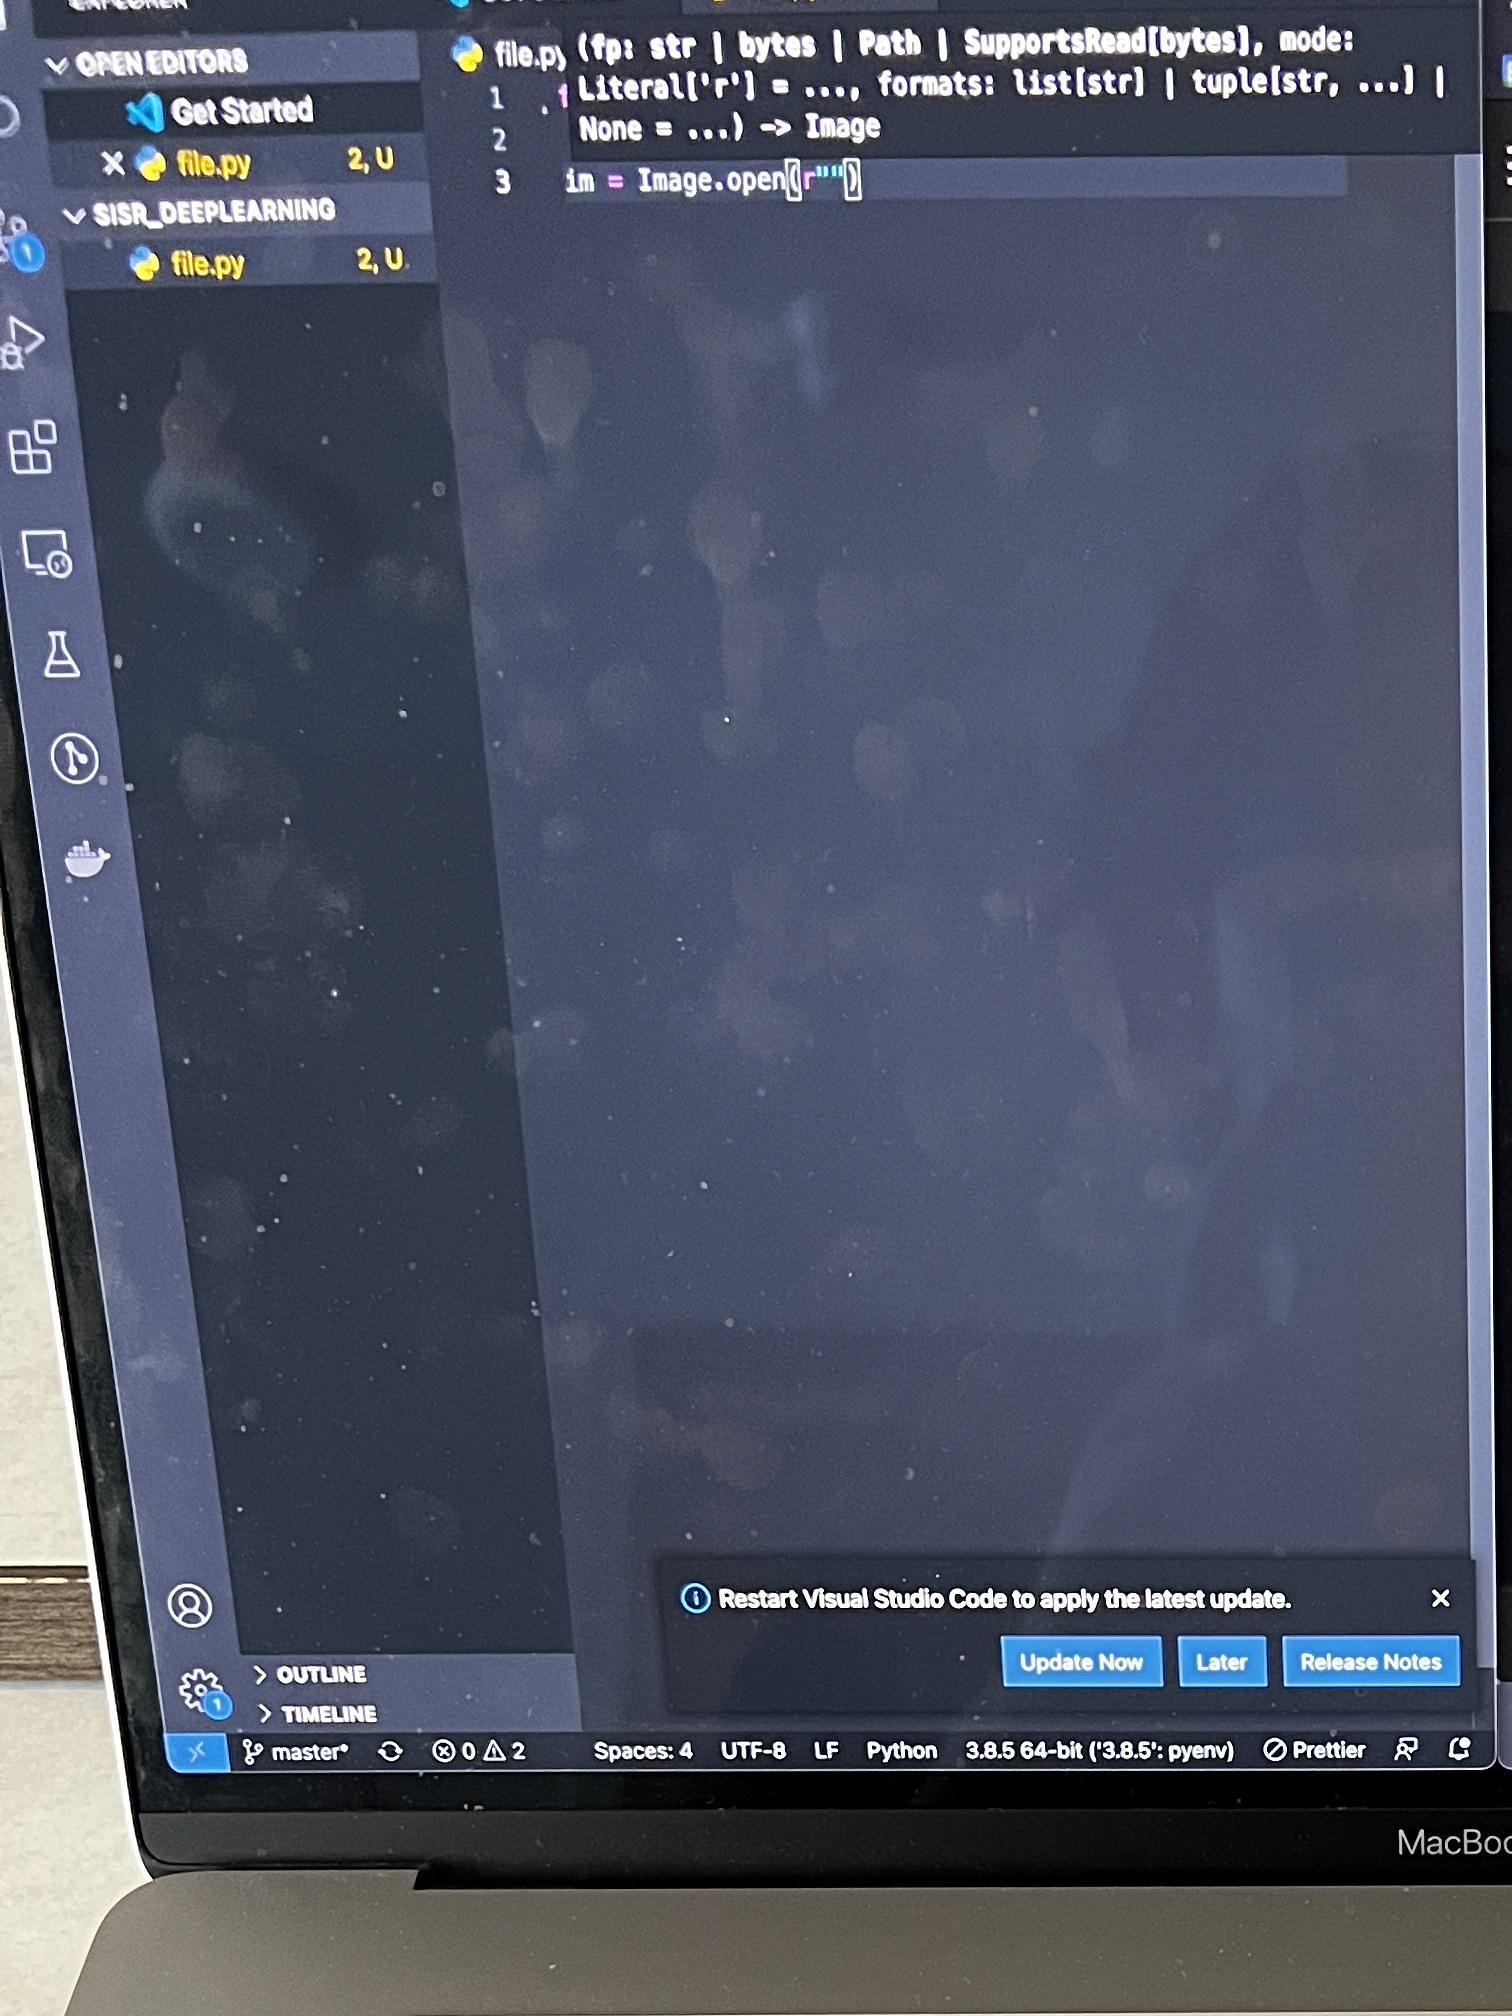 OPEN EDITORS
Get Started
file.py 2, U
SISR_DEEPLEARNING
file.py 2, U
file.py
(fp: str | bytes | Path | SupportsRead[bytes], mode:
Literal['r'] = ..., formats: list[str] | tuple[str, ...] |
None = ...) -> Image
1
2
3 im = Image.open(r"")
Restart Visual Studio Code to apply the latest update.
Update Now Later Release Notes
OUTLINE
1
TIMELINE
master* 0 2 Spaces: 4 UTF-8 LF Python 3.8.5 64-bit ('3.8.5': pyenv) Prettier
1